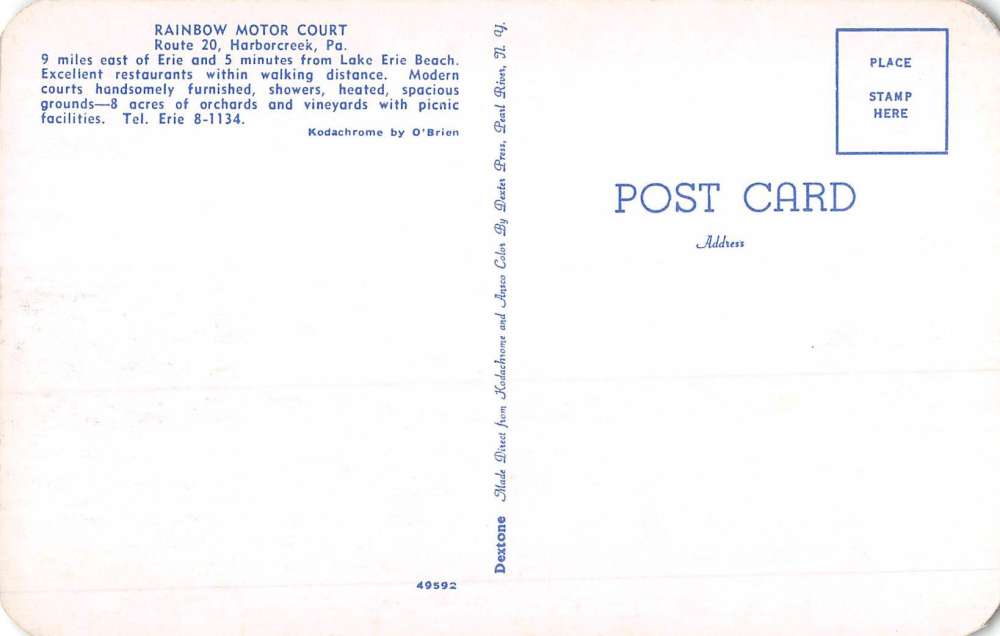 RAINBOW MOTOR COURT
Route 20, Harborcreek, Pa.
9 miles east of Erie and 5 minutes from Lake Erie Beach.
Excellent restaurants within walking distance. Modern
courts handsomely furnished, showers, heated, spacious
grounds—8 acres of orchards and vineyards with picnic
facilities. Tel. Erie 8-1134.
Kodachrome by O'Brien
49592
Dextone Made Direct from Kodachrome and Ansco Color By Dexter Press, Pearl River, N. Y.
PLACE
STAMP
HERE
POST CARD
Address